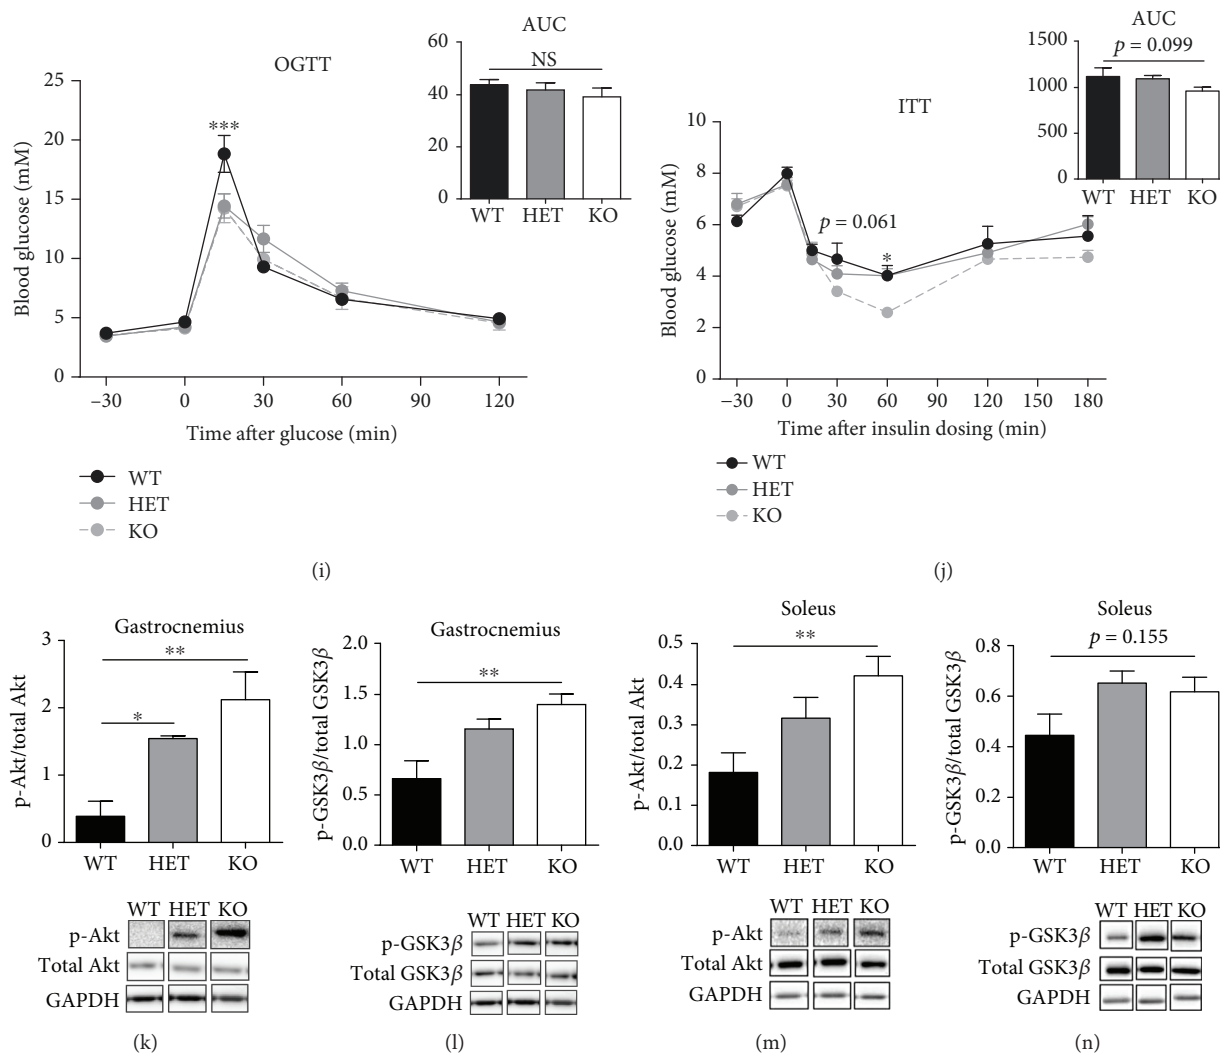 OGTT
AUC
NS
60
40
20
0
WT HET KO
***
25
20
15
10
5
0
Blood glucose (mM)
−30 0 30 60 90 120
Time after glucose (min)
WT
HET
KO
(i)
ITT
AUC
p = 0.099
1500
1000
500
0
WT HET KO
10
8
6
4
2
0
Blood glucose (mM)
p = 0.061
*
−30 0 30 60 90 120 150 180
Time after insulin dosing (min)
WT
HET
KO
(j)
Gastrocnemius
**
*
3
2
1
0
p-Akt/total Akt
WT HET KO
WT HET KO
p-Akt
Total Akt
GAPDH
(k)
Gastrocnemius
**
2.0
1.5
1.0
0.5
0.0
p-GSK3β/total GSK3β
WT HET KO
WT HET KO
p-GSK3β
Total GSK3β
GAPDH
(l)
Soleus
**
0.5
0.4
0.3
0.2
0.1
0.0
p-Akt/total Akt
WT HET KO
WT HET KO
p-Akt
Total Akt
GAPDH
(m)
Soleus
p = 0.155
0.8
0.6
0.4
0.2
0.0
p-GSK3β/total GSK3β
WT HET KO
WT HET KO
p-GSK3β
Total GSK3β
GAPDH
(n)